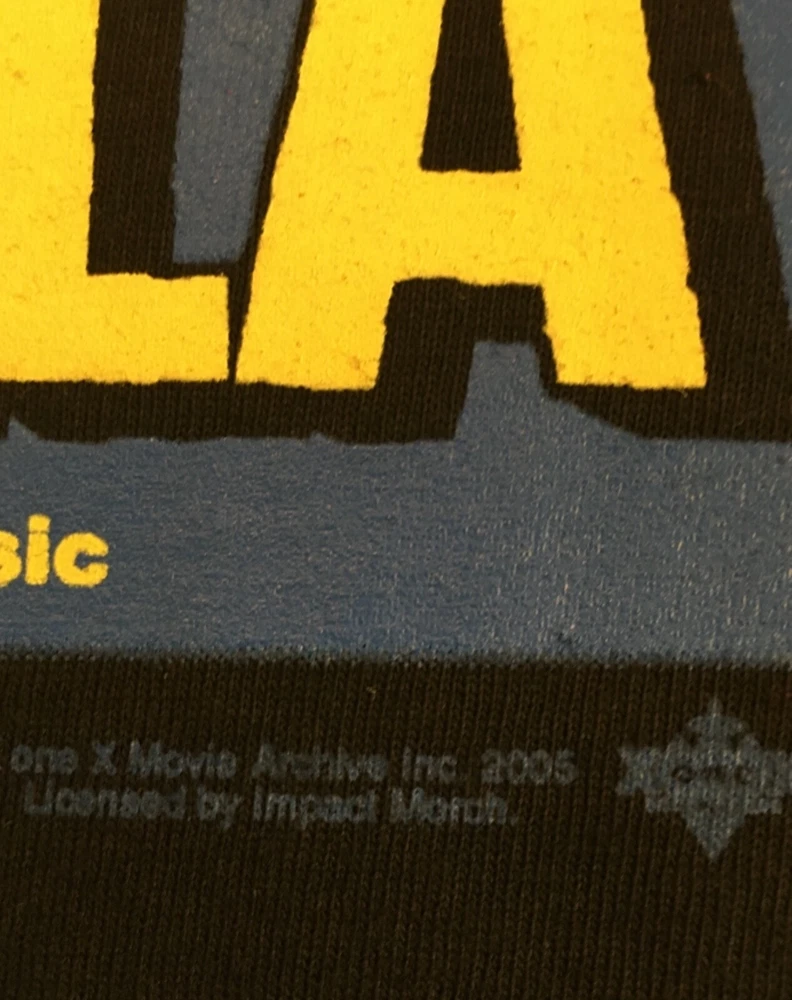 LA
sic
one X Movie Archive Inc. 2005
Licensed by Impact Merch.